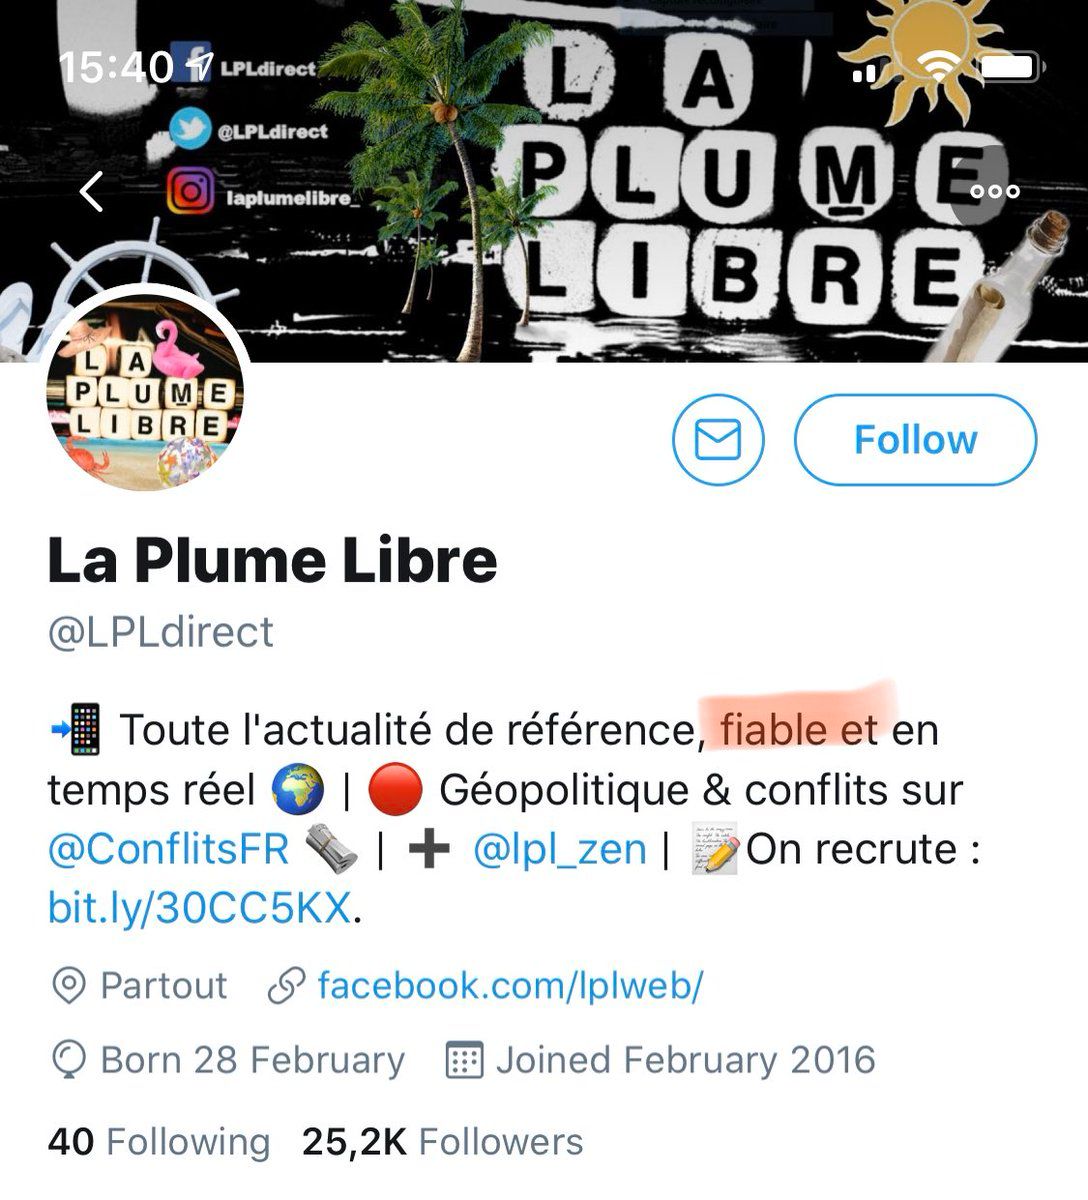 15:40
LPLdirect
@LPLdirect
laplumelibre_
LA
PLUME
LIBRE
LA
PLUME
LIBRE
Follow
La Plume Libre
@LPLdirect
📲 Toute l'actualité de référence, fiable et en
temps réel 🌍 | 🔴 Géopolitique & conflits sur
@ConflitsFR 🗞 | ➕ @lpl_zen | 📝On recrute :
bit.ly/30CC5KX.
Partout facebook.com/lplweb/
Born 28 February Joined February 2016
40 Following 25,2K Followers